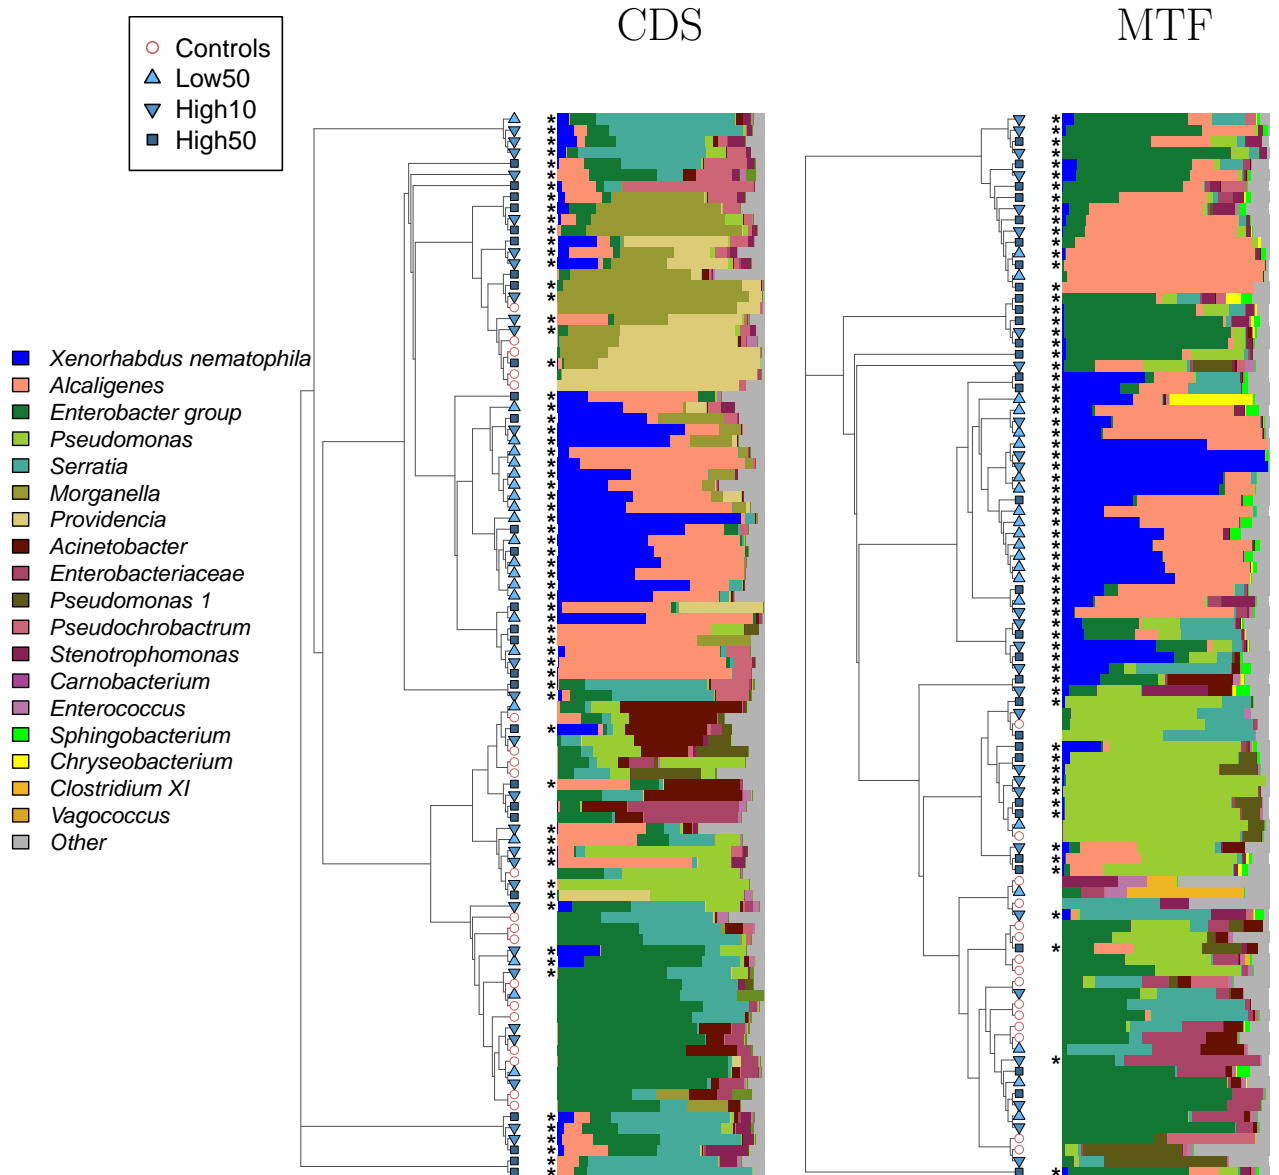 CDS
MTF
Controls
Low50
High10
High50
Xenorhabdus nematophila
Alcaligenes
Enterobacter group
Pseudomonas
Serratia
Morganella
Providencia
Acinetobacter
Enterobacteriaceae
Pseudomonas 1
Pseudochrobactrum
Stenotrophomonas
Carnobacterium
Enterococcus
Sphingobacterium
Chryseobacterium
Clostridium XI
Vagococcus
Other